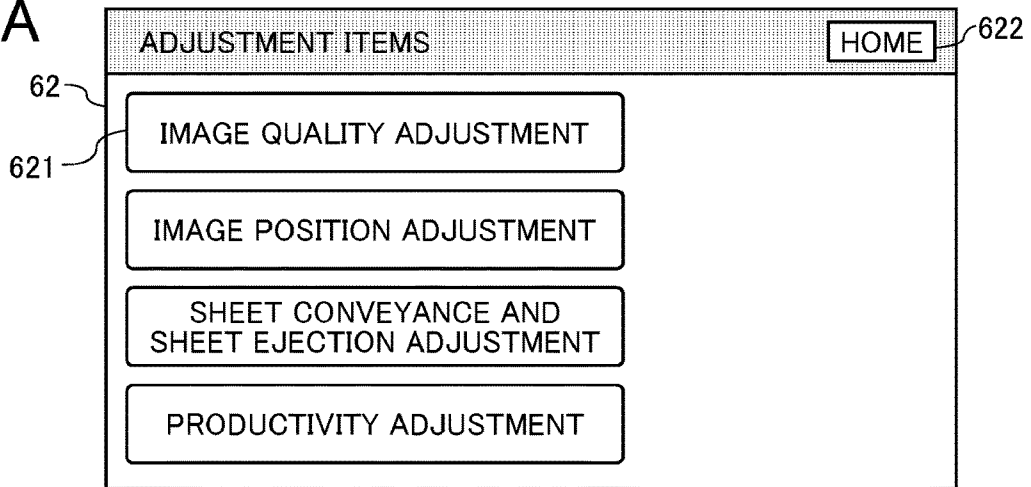 A
ADJUSTMENT ITEMS
HOME
622
62
621
IMAGE QUALITY ADJUSTMENT
IMAGE POSITION ADJUSTMENT
SHEET CONVEYANCE AND
SHEET EJECTION ADJUSTMENT
PRODUCTIVITY ADJUSTMENT